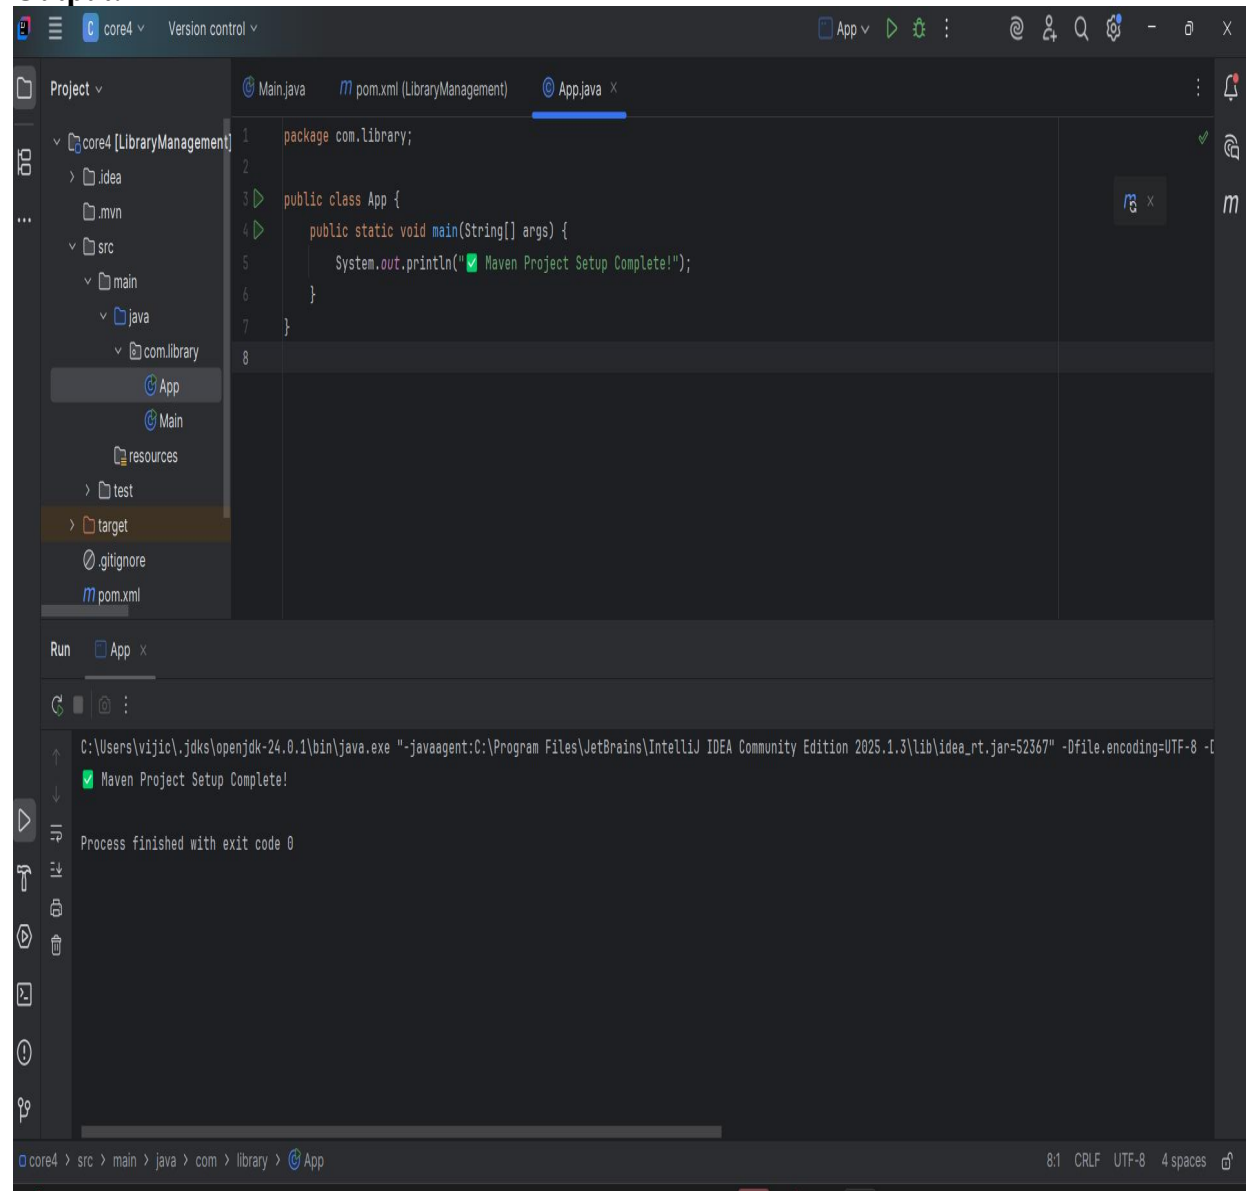 core4
Version control
App
Project
Main.java
pom.xml (LibraryManagement)
App.java
core4 [LibraryManagement]
.idea
.mvn
src
main
java
com.library
App
Main
resources
test
target
.gitignore
pom.xml
1 package com.library;
2
3 public class App {
4 public static void main(String[] args) {
5 System.out.println("✅ Maven Project Setup Complete!");
6 }
7 }
8
Run
App
C:\Users\vijic\.jdks\openjdk-24.0.1\bin\java.exe "-javaagent:C:\Program Files\JetBrains\IntelliJ IDEA Community Edition 2025.1.3\lib\idea_rt.jar=52367" -Dfile.encoding=UTF-8
✅ Maven Project Setup Complete!
Process finished with exit code 0
core4 > src > main > java > com > library > App
8:1 CRLF UTF-8 4 spaces